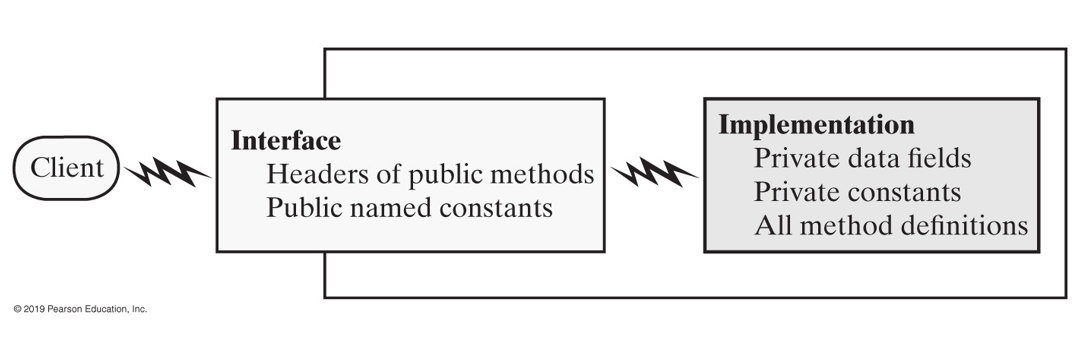 Client
Interface
Headers of public methods
Public named constants
Implementation
Private data fields
Private constants
All method definitions
© 2019 Pearson Education, Inc.